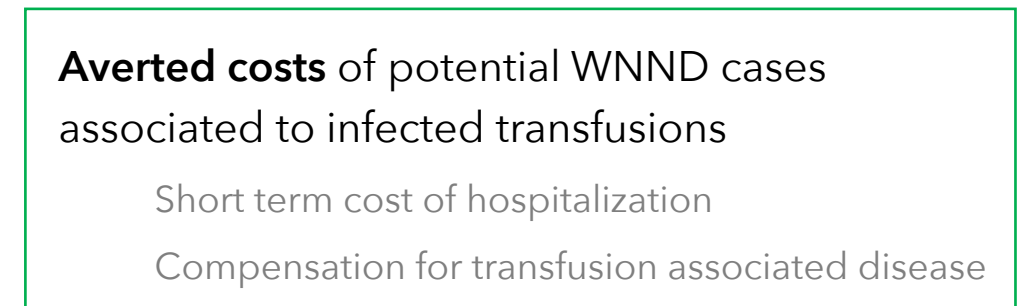 Averted costs of potential WNND cases
associated to infected transfusions
Short term cost of hospitalization
Compensation for transfusion associated disease